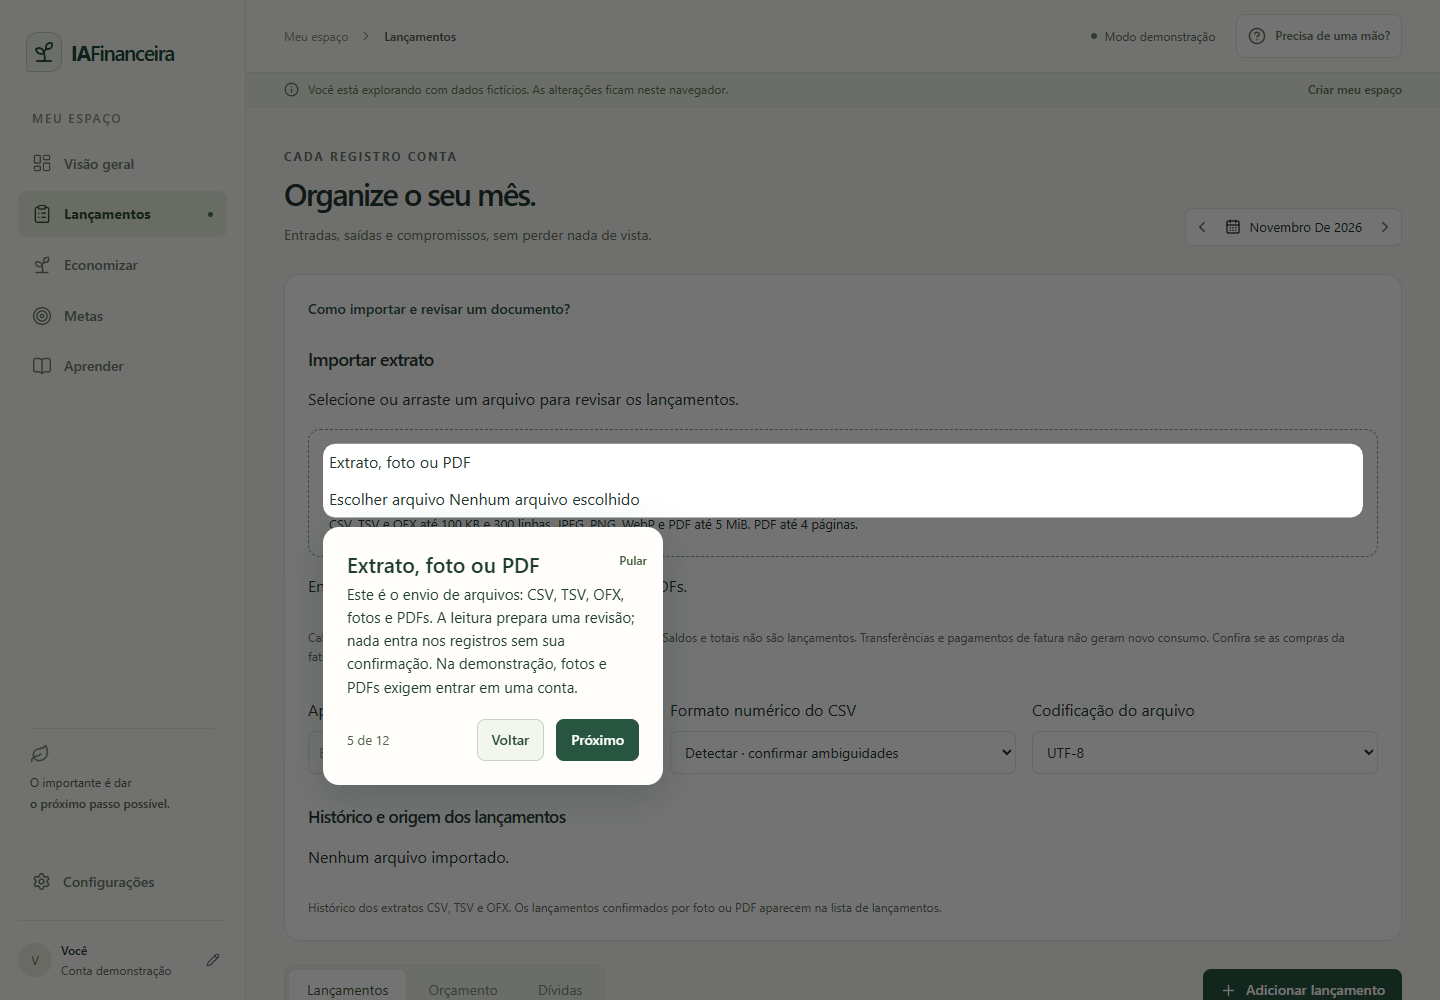 IAFinanceira
MEU ESPAÇO
Visão geral
Lançamentos
Economizar
Metas
Aprender
O importante é dar
o próximo passo possível.
Configurações
V
Você
Conta demonstração
Meu espaço
Lançamentos
Modo demonstração
Precisa de uma mão?
Você está explorando com dados fictícios. As alterações ficam neste navegador.
Criar meu espaço
CADA REGISTRO CONTA
Organize o seu mês.
Entradas, saídas e compromissos, sem perder nada de vista.
Novembro De 2026
Como importar e revisar um documento?
Importar extrato
Selecione ou arraste um arquivo para revisar os lançamentos.
Extrato, foto ou PDF
Escolher arquivo Nenhum arquivo escolhido
CSV, TSV e OFX até 100 KB e 300 linhas. JPEG, PNG, WebP e PDF até 5 MiB. PDF até 4 páginas.
Extrato, foto ou PDF
Pular
Este é o envio de arquivos: CSV, TSV, OFX,
fotos e PDFs. A leitura prepara uma revisão;
nada entra nos registros sem sua
confirmação. Na demonstração, fotos e
PDFs exigem entrar em uma conta.
5 de 12
Voltar
Próximo
Saldos e totais não são lançamentos. Transferências e pagamentos de fatura não geram novo consumo. Confira se as compras da
Formato numérico do CSV
Codificação do arquivo
Detectar · confirmar ambiguidades
UTF-8
Histórico e origem dos lançamentos
Nenhum arquivo importado.
Histórico dos extratos CSV, TSV e OFX. Os lançamentos confirmados por foto ou PDF aparecem na lista de lançamentos.
Lançamentos
Orçamento
Dívidas
Adicionar lançamento